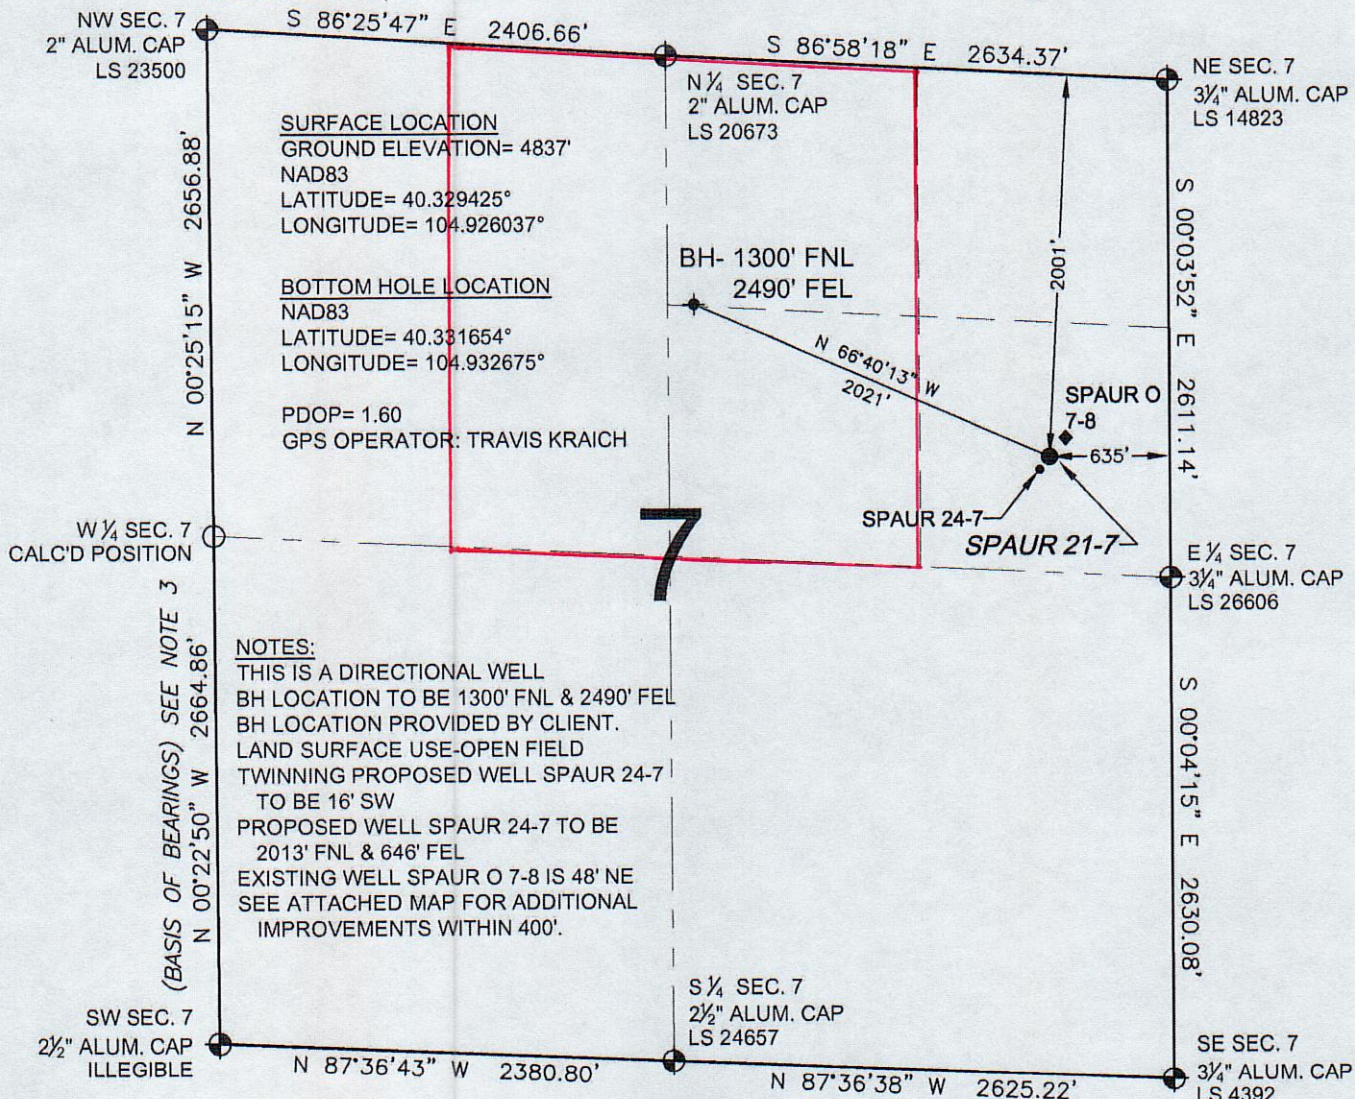 NW SEC. 7
2" ALUM. CAP
LS 23500
S 86°25'47" E 2406.66'
S 86°58'18" E 2634.37'
N ¼ SEC. 7
2" ALUM. CAP
LS 20673
NE SEC. 7
3¼" ALUM. CAP
LS 14823
SURFACE LOCATION
GROUND ELEVATION= 4837'
NAD83
LATITUDE= 40.329425°
LONGITUDE= 104.926037°
BOTTOM HOLE LOCATION
NAD83
LATITUDE= 40.331654°
LONGITUDE= 104.932675°
PDOP= 1.60
GPS OPERATOR: TRAVIS KRAICH
N 00°25'15" W 2656.88'
BH- 1300' FNL
2490' FEL
N 66°40'13" W
2021'
2001'
S 00°03'52" E 2611.14'
SPAUR O
7-8
635'
SPAUR 24-7
SPAUR 21-7
7
W ¼ SEC. 7
CALC'D POSITION
E ¼ SEC. 7
3¼" ALUM. CAP
LS 26606
(BASIS OF BEARINGS) SEE NOTE 3
N 00°22'50" W 2664.86'
NOTES:
THIS IS A DIRECTIONAL WELL
BH LOCATION TO BE 1300' FNL & 2490' FEL
BH LOCATION PROVIDED BY CLIENT.
LAND SURFACE USE-OPEN FIELD
TWINNING PROPOSED WELL SPAUR 24-7
TO BE 16' SW
PROPOSED WELL SPAUR 24-7 TO BE
2013' FNL & 646' FEL
EXISTING WELL SPAUR O 7-8 IS 48' NE
SEE ATTACHED MAP FOR ADDITIONAL
IMPROVEMENTS WITHIN 400'.
S 00°04'15" E 2630.08'
SW SEC. 7
2½" ALUM. CAP
ILLEGIBLE
N 87°36'43" W 2380.80'
S ¼ SEC. 7
2½" ALUM. CAP
LS 24657
N 87°36'38" W 2625.22'
SE SEC. 7
3¼" ALUM. CAP
LS 4392